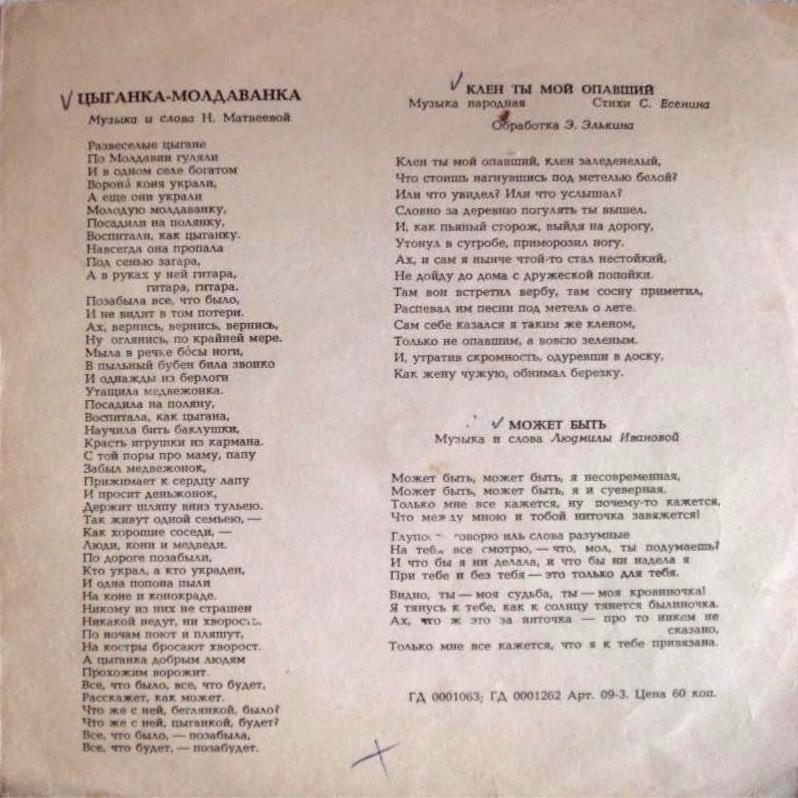 ЦЫГАНКА-МОЛДАВАНКА
Музыка и слова Н. Матвеевой
Развеселые цыгане
По Молдавии гуляли
И в одном селе богатом
Ворона коня украли,
А еще они украли
Молодую молдаванку,
Посадили на полянку,
Воспитали, как цыганку.
Навсегда она пропала
Под сенью загара,
А в руках у ней гитара,
гитара, гитара.
Позабыла все, что было,
И не видит в том потери.
Ах, вернись, вернись, вернись,
Ну оглянись, по крайней мере.
Мыла в речке босы ноги,
В пыльный бубен била звонко
И однажды из берлоги
Утащила медвежонка.
Посадила на поляну,
Воспитала, как цыгана,
Научила бить баклушки,
Красть игрушки из кармана.
С той поры про маму, папу
Забыл медвежонок,
Прижимает к сердцу лапу
И просит деньжонок,
Держит шляпу вниз тульею.
Так живут одной семьею, —
Как хорошие соседи, —
Люди, кони и медведи.
По дороге позабыли,
Кто украл, а кто украден,
И одна попона пыли
На коне и конокраде.
Никому из них не страшен
Никакой недуг, ни хворость.
По ночам поют и пляшут,
На костры бросают хворост.
А цыганка добрым людям
Прохожим ворожит.
Все, что было, все, что будет,
Расскажет, как может.
Что же с ней, беглянкой, было?
Что же с ней, цыганкой, будет?
Все, что было, — позабыла,
Все, что будет, — позабудет.
КЛЕН ТЫ МОЙ ОПАВШИЙ
Музыка народная Стихи С. Есенина
Обработка Э. Элькина
Клен ты мой опавший, клен заледенелый,
Что стоишь нагнувшись под метелью белой?
Или что увидел? Или что услышал?
Словно за деревню погулять ты вышел.
И, как пьяный сторож, выйдя на дорогу,
Утонул в сугробе, приморозил ногу.
Ах, и сам я нынче чтой-то стал нестойкий,
Не дойду до дома с дружеской попойки.
Там вон встретил вербу, там сосну приметил,
Распевал им песни под метель о лете.
Сам себе казался я таким же кленом,
Только не опавшим, а вовсю зеленым.
И, утратив скромность, одуревши в доску,
Как жену чужую, обнимал березку.
МОЖЕТ БЫТЬ
Музыка и слова Людмилы Ивановой
Может быть, может быть, я несовременная,
Может быть, может быть, я и суеверная.
Только мне все кажется, ну почему-то кажется,
Что между мною и тобой ниточка завяжется!
говорю иль слова разумные
На тебя все смотрю, — что, мол, ты подумаешь?
И что бы я ни делала, и что бы ни надела я
При тебе и без тебя — это только для тебя.
Видно, ты — моя судьба, ты — моя кровиночка!
Я тянусь к тебе, как к солнцу тянется былиночка.
Ах, что ж это за ниточка — про то никем не
сказано,
Только мне все кажется, что я к тебе привязана.
ГД 0001063; ГД 0001262 Арт. 09-3. Цена 60 коп.